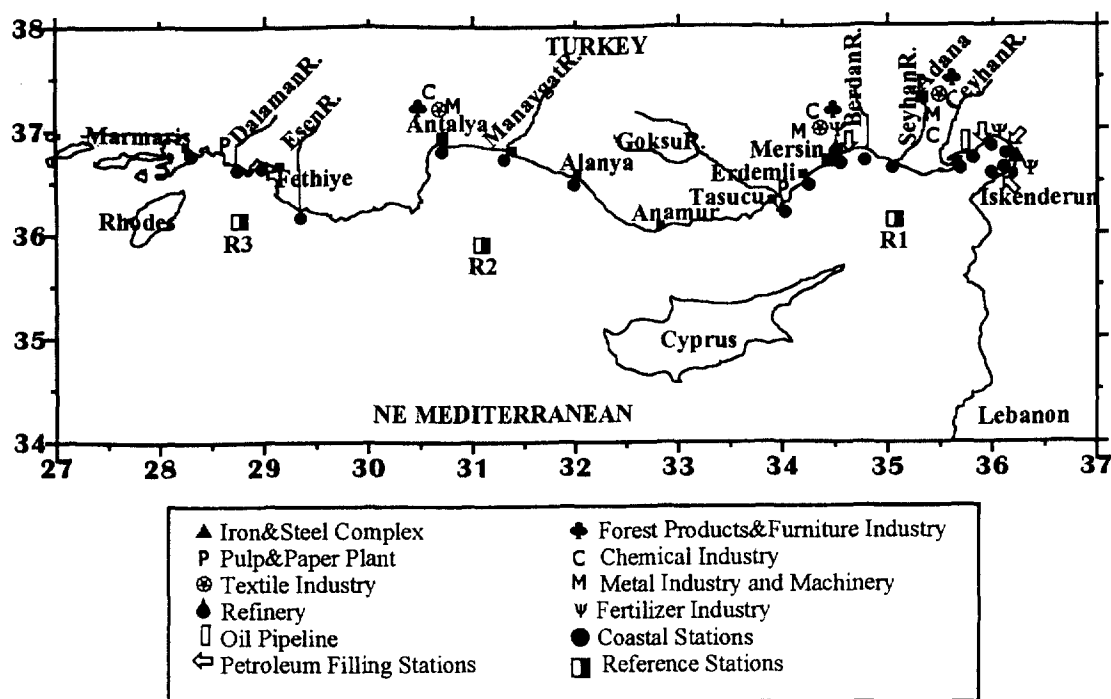 38
37
36
35
34
27 28 29 30 31 32 33 34 35 36 37
TURKEY
Marmaris
P
DalamanR.
EsenR.
Fethiye
Rhodes
R3
C
M
Antalya
ManavgatR.
Alanya
R2
GoksuR.
Anamur
C
M
Ψ
Mersin
Erdemli
P
Tasucu
BerdanR.
SeyhanR.
Adana
CeyhanR.
M
C
Ψ
Ψ
Iskenderun
R1
Cyprus
NE MEDITERRANEAN
Lebanon
Iron&Steel Complex
P Pulp&Paper Plant
Textile Industry
Refinery
Oil Pipeline
Petroleum Filling Stations
Forest Products&Furniture Industry
C Chemical Industry
M Metal Industry and Machinery
Ψ Fertilizer Industry
Coastal Stations
Reference Stations